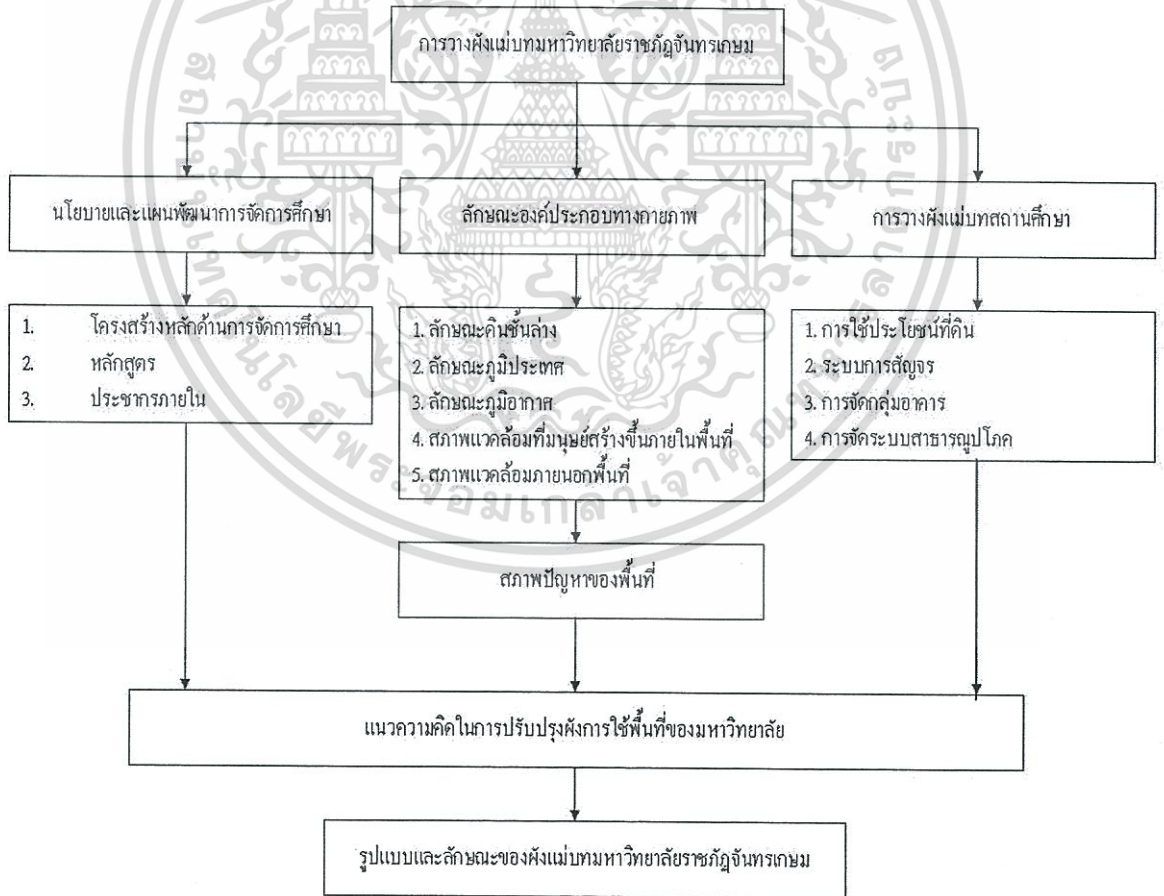 การวางผังแม่บทมหาวิทยาลัยราชภัฏจันทรเกษม
นโยบายและแผนพัฒนาการจัดการศึกษา
ลักษณะองค์ประกอบทางกายภาพ
การวางผังแม่บทสถานศึกษา
1. โครงสร้างหลักด้านการจัดการศึกษา
2. หลักสูตร
3. ประชากรภายใน
1. ลักษณะดินชั้นล่าง
2. ลักษณะภูมิประเทศ
3. ลักษณะภูมิอากาศ
4. สภาพแวดล้อมที่มนุษย์สร้างขึ้นภายในพื้นที่
5. สภาพแวดล้อมภายนอกพื้นที่
1. การใช้ประโยชน์ที่ดิน
2. ระบบการสัญจร
3. การจัดกลุ่มอาคาร
4. การจัดระบบสาธารณูปโภค
สภาพปัญหาของพื้นที่
แนวความคิดในการปรับปรุงผังการใช้พื้นที่ของมหาวิทยาลัย
รูปแบบและลักษณะของผังแม่บทมหาวิทยาลัยราชภัฏจันทรเกษม